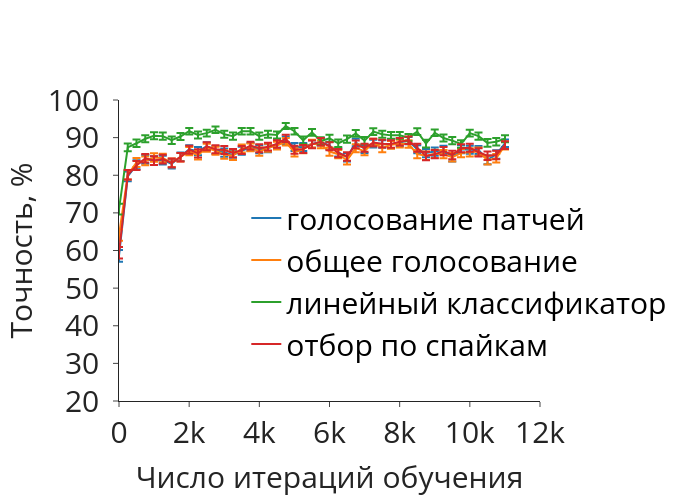 100
90
80
70
60
50
40
30
20
Точность, %
голосование патчей
общее голосование
линейный классификатор
отбор по спайкам
0 2k 4k 6k 8k 10k 12k
Число итераций обучения